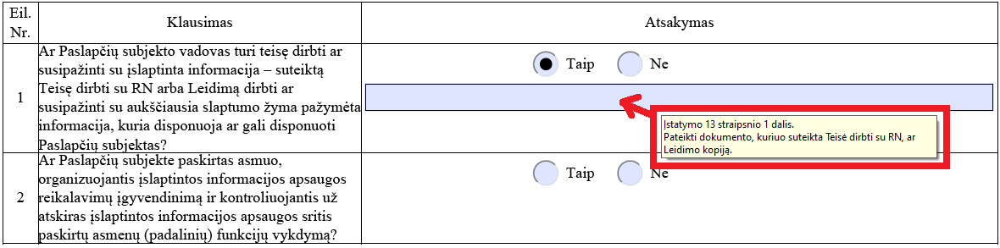 Eil.
Nr.
Klausimas
Atsakymas
1
Ar Paslapčių subjekto vadovas turi teisę dirbti ar
susipažinti su įslaptinta informacija – suteiktą
Teisę dirbti su RN arba Leidimą dirbti ar
susipažinti su aukščiausia slaptumo žyma pažymėta
informacija, kuria disponuoja ar gali disponuoti
Paslapčių subjektas?
Taip Ne
Įstatymo 13 straipsnio 1 dalis.
Pateikti dokumento, kuriuo suteikta Teisė dirbti su RN, ar
Leidimo kopiją.
2
Ar Paslapčių subjekte paskirtas asmuo,
organizuojantis įslaptintos informacijos apsaugos
reikalavimų įgyvendinimą ir kontroliuojantis už
atskiras įslaptintos informacijos apsaugos sritis
paskirtų asmenų (padalinių) funkcijų vykdymą?
Taip Ne